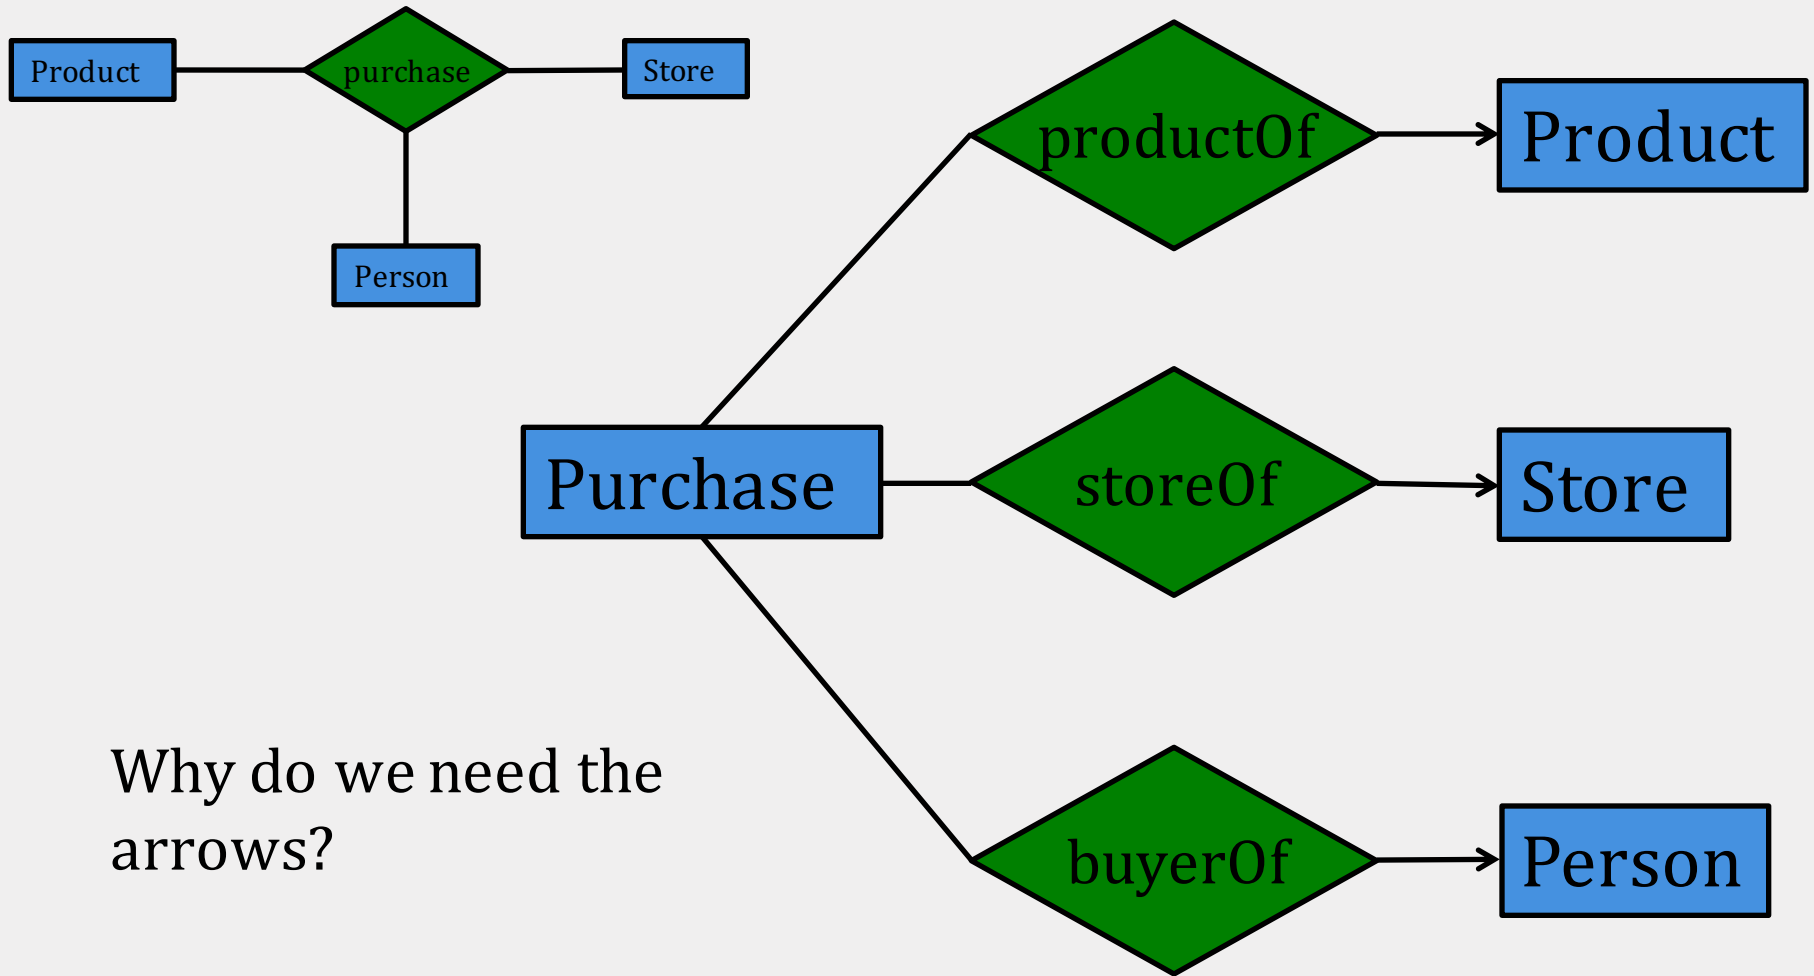 Product
purchase
Store
Person
productOf
Product
Purchase
storeOf
Store
Why do we need the
arrows?
buyerOf
Person